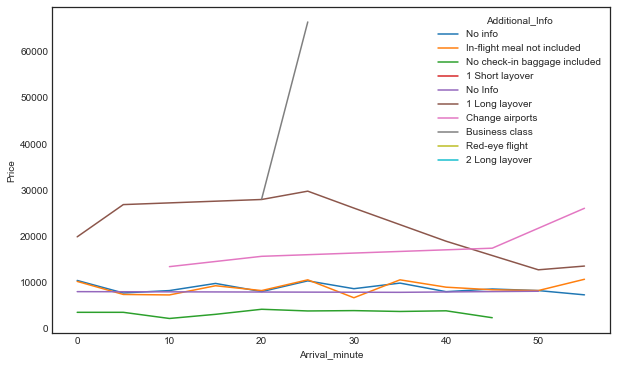 Additional_Info
No info
In-flight meal not included
No check-in baggage included
1 Short layover
No Info
1 Long layover
Change airports
Business class
Red-eye flight
2 Long layover
Price
60000
50000
40000
30000
20000
10000
0
0 10 20 30 40 50
Arrival_minute